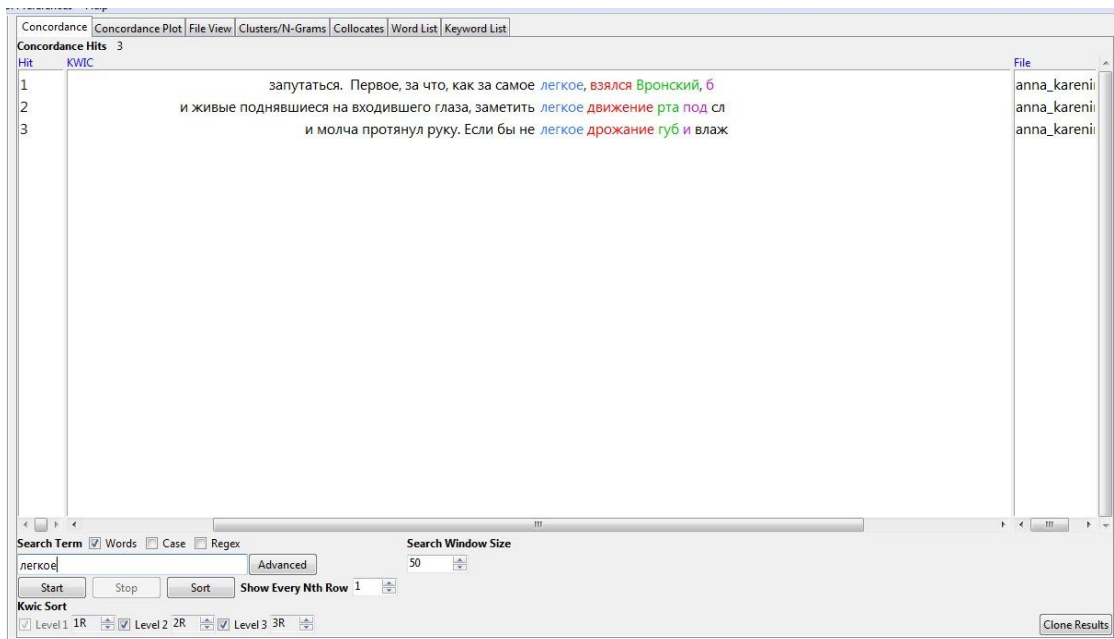 Concordance Concordance Plot File View Clusters/N-Grams Collocates Word List Keyword List
Concordance Hits 3
Hit KWIC File
1 запутаться. Первое, за что, как за самое легкое, взялся Вронский, б anna_kareni
2 и живые поднявшиеся на входившего глаза, заметить легкое движение рта под сл anna_kareni
3 и молча протянул руку. Если бы не легкое дрожание губ и влаж anna_kareni
Search Term Words Case Regex Search Window Size
легкое Advanced 50
Start Stop Sort Show Every Nth Row 1
Kwic Sort
Level 1 1R Level 2 2R Level 3 3R Clone Results